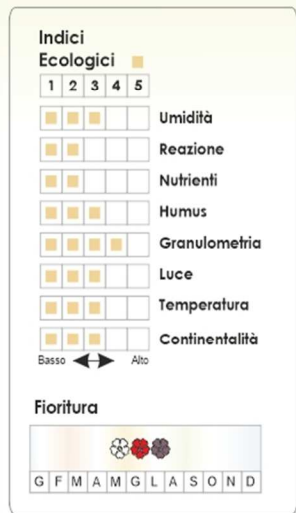 Indici
Ecologici
1 2 3 4 5
Umidità
Reazione
Nutrienti
Humus
Granulometria
Luce
Temperatura
Continentalità
Basso Alto
Fioritura
G F M A M G L A S O N D